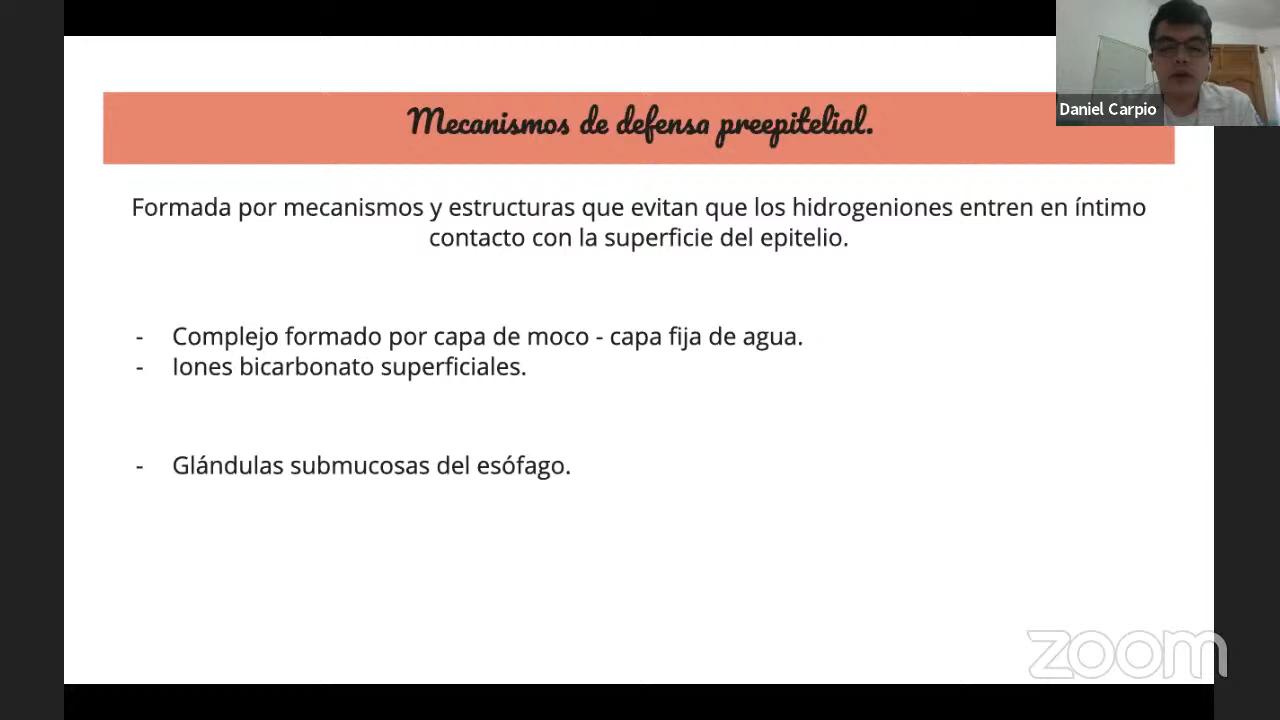 Mecanismos de defensa preepitelial.
Daniel Carpio
Formada por mecanismos y estructuras que evitan que los hidrogeniones entren en íntimo
contacto con la superficie del epitelio.
- Complejo formado por capa de moco - capa fija de agua.
- Iones bicarbonato superficiales.
- Glándulas submucosas del esófago.
zoom